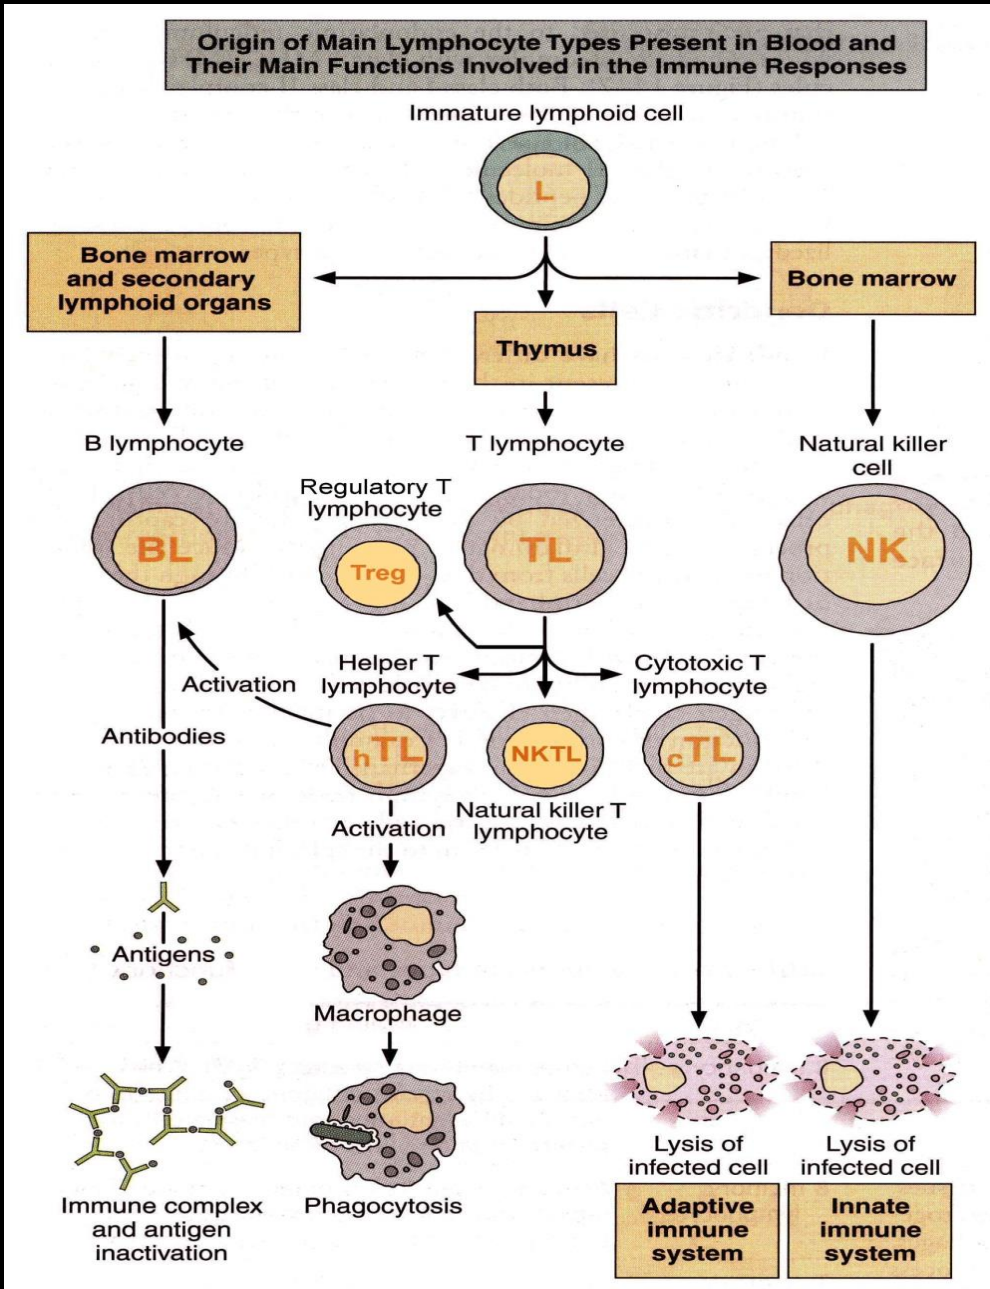 Origin of Main Lymphocyte Types Present in Blood and
Their Main Functions Involved in the Immune Responses
Immature lymphoid cell
L
Bone marrow
and secondary
lymphoid organs
Thymus
Bone marrow
B lymphocyte
T lymphocyte
Natural killer
cell
Regulatory T
lymphocyte
BL
Treg
TL
NK
Helper T
lymphocyte
Cytotoxic T
lymphocyte
Activation
Antibodies
hTL
NKTL
cTL
Natural killer T
lymphocyte
Activation
Antigens
Macrophage
Immune complex
and antigen
inactivation
Phagocytosis
Lysis of
infected cell
Lysis of
infected cell
Adaptive
immune
system
Innate
immune
system